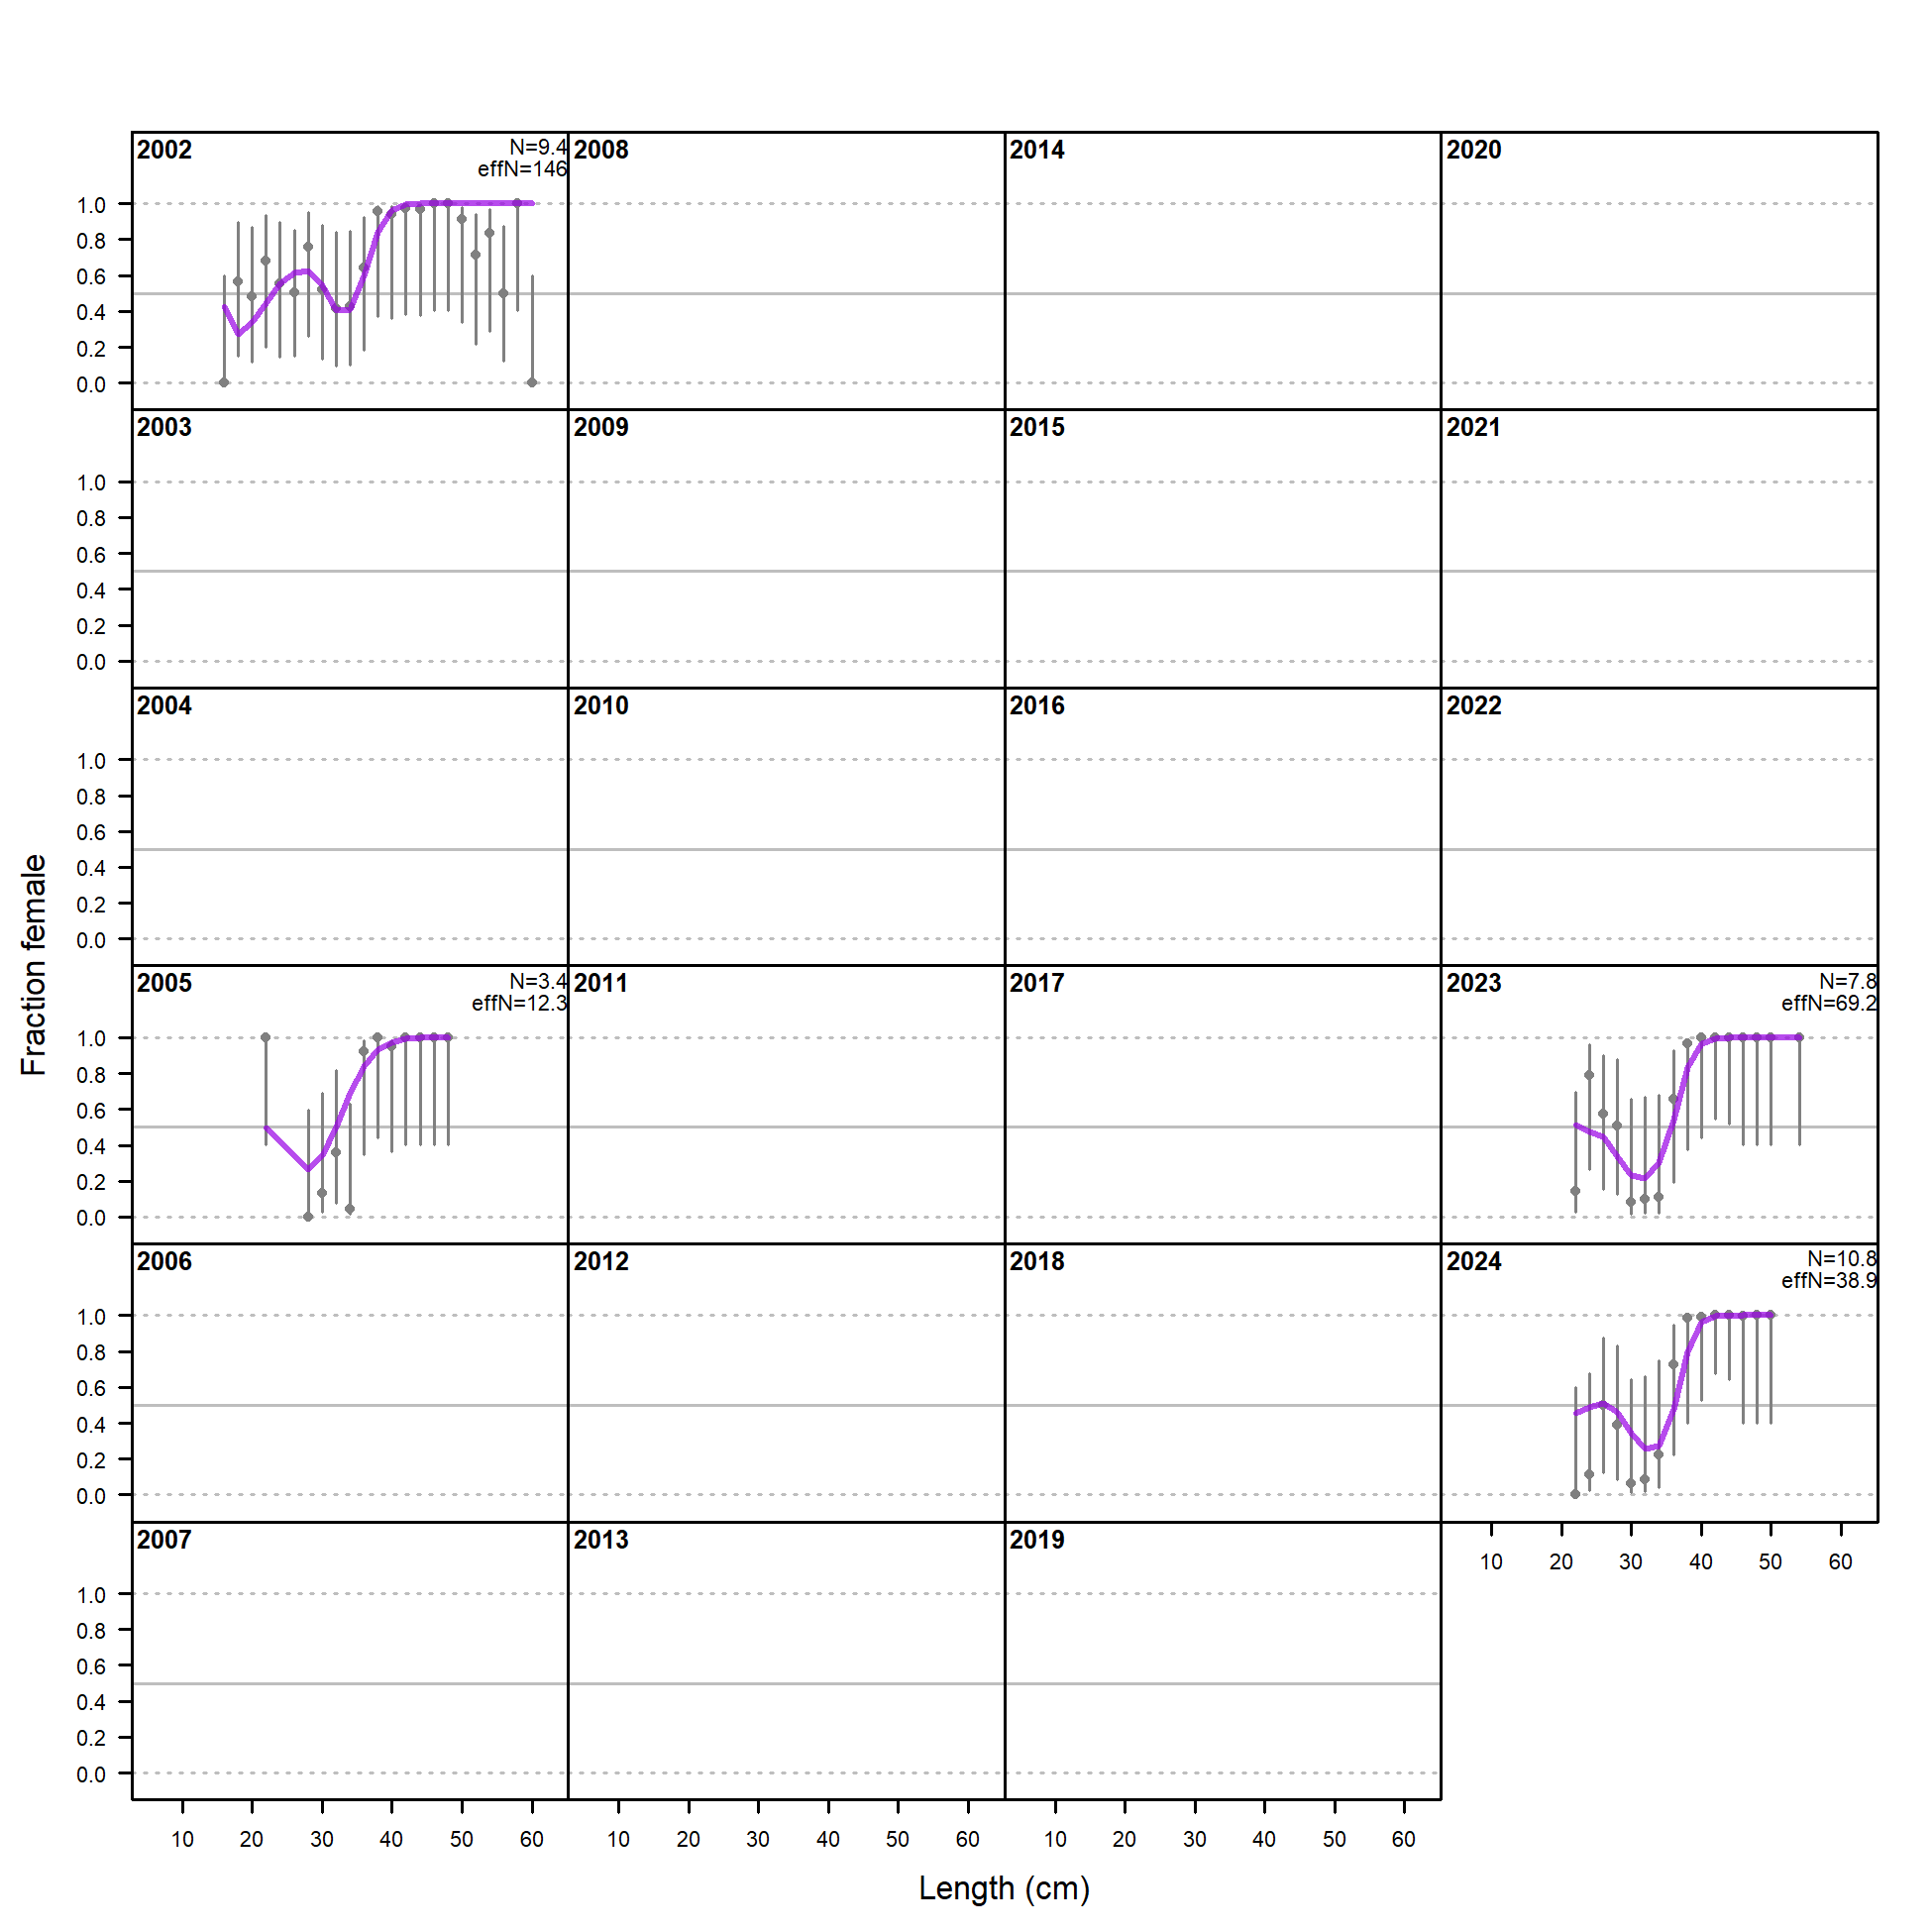 2002 N=9.4 2008 2014 2020
effN=146
1.0
0.8
0.6
0.4
0.2
0.0
2003 2009 2015 2021
1.0
0.8
0.6
0.4
0.2
0.0
2004 2010 2016 2022
1.0
0.8
0.6
0.4
0.2
0.0
Fraction female
2005 N=3.4 2011 2017 2023 N=7.8
effN=12.3 effN=69.2
1.0
0.8
0.6
0.4
0.2
0.0
2006 2012 2018 2024 N=10.8
effN=38.9
1.0
0.8
0.6
0.4
0.2
0.0
2007 2013 2019
10 20 30 40 50 60
1.0
0.8
0.6
0.4
0.2
0.0
10 20 30 40 50 60 10 20 30 40 50 60 10 20 30 40 50 60
Length (cm)